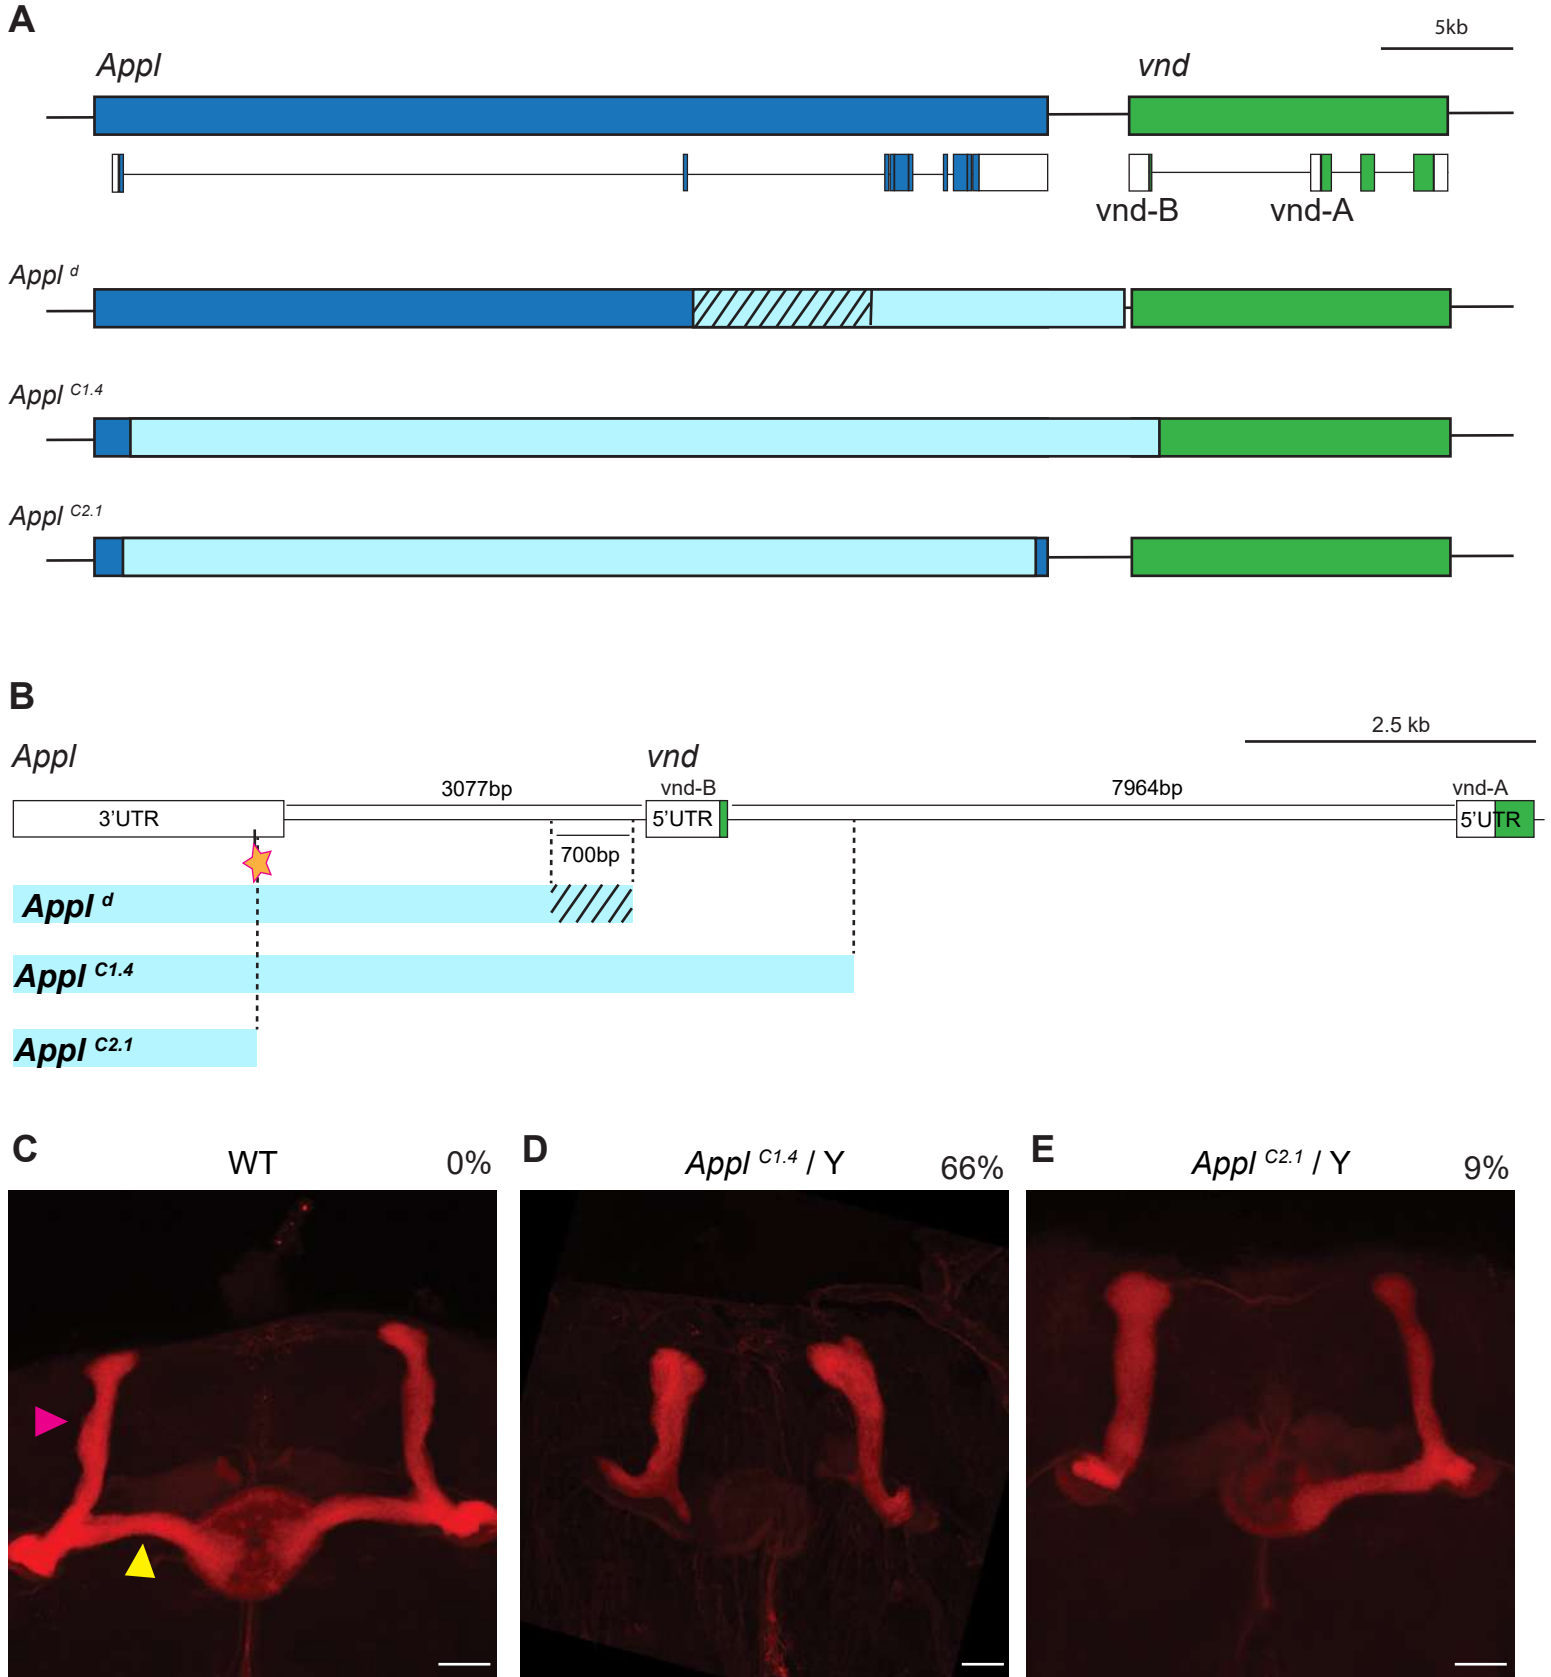 A
5kb
Appl
vnd
vnd-B
vnd-A
Appl d
Appl C1.4
Appl C2.1
B
2.5 kb
Appl
vnd
3077bp
vnd-B
7964bp
vnd-A
3'UTR
5'UTR
5'UTR
700bp
Appl d
Appl C1.4
Appl C2.1
C
WT
0%
D
Appl C1.4 / Y
66%
E
Appl C2.1 / Y
9%